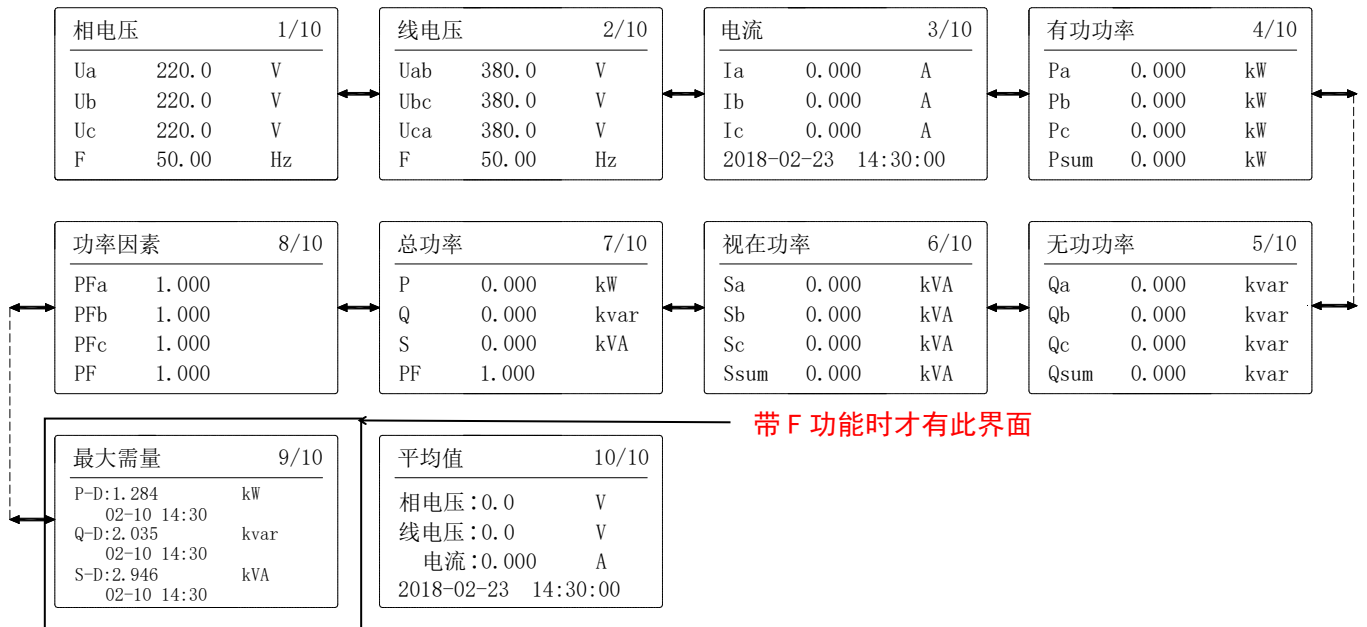 相电压 1/10
Ua 220.0 V
Ub 220.0 V
Uc 220.0 V
F 50.00 Hz
线电压 2/10
Uab 380.0 V
Ubc 380.0 V
Uca 380.0 V
F 50.00 Hz
电流 3/10
Ia 0.000 A
Ib 0.000 A
Ic 0.000 A
2018-02-23 14:30:00
有功功率 4/10
Pa 0.000 kW
Pb 0.000 kW
Pc 0.000 kW
Psum 0.000 kW
功率因素 8/10
PFa 1.000
PFb 1.000
PFc 1.000
PF 1.000
总功率 7/10
P 0.000 kW
Q 0.000 kvar
S 0.000 kVA
PF 1.000
视在功率 6/10
Sa 0.000 kVA
Sb 0.000 kVA
Sc 0.000 kVA
Ssum 0.000 kVA
无功功率 5/10
Qa 0.000 kvar
Qb 0.000 kvar
Qc 0.000 kvar
Qsum 0.000 kvar
带 F 功能时才有此界面
最大需量 9/10
P-D:1.284 kW
02-10 14:30
Q-D:2.035 kvar
02-10 14:30
S-D:2.946 kVA
02-10 14:30
平均值 10/10
相电压:0.0 V
线电压:0.0 V
电流:0.000 A
2018-02-23 14:30:00